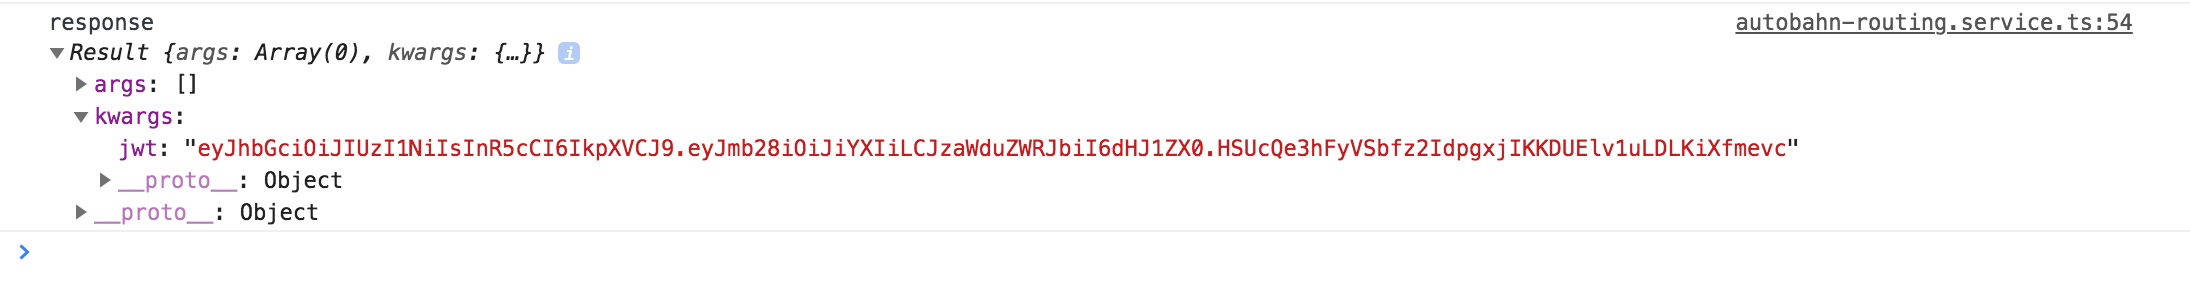 response autobahn-routing.service.ts:54
▼Result {args: Array(0), kwargs: {…}} i
▶args: []
▼kwargs:
jwt: "eyJhbGciOiJIUzI1NiIsInR5cCI6IkpXVCJ9.eyJmb28iOiJiYXIiLCJzaWduZWRJbiI6dHJ1ZX0.HSUcQe3hFyVSbfz2IdpgxjIKKDUElv1uLDLKiXfmevc"
▶__proto__: Object
▶__proto__: Object
>